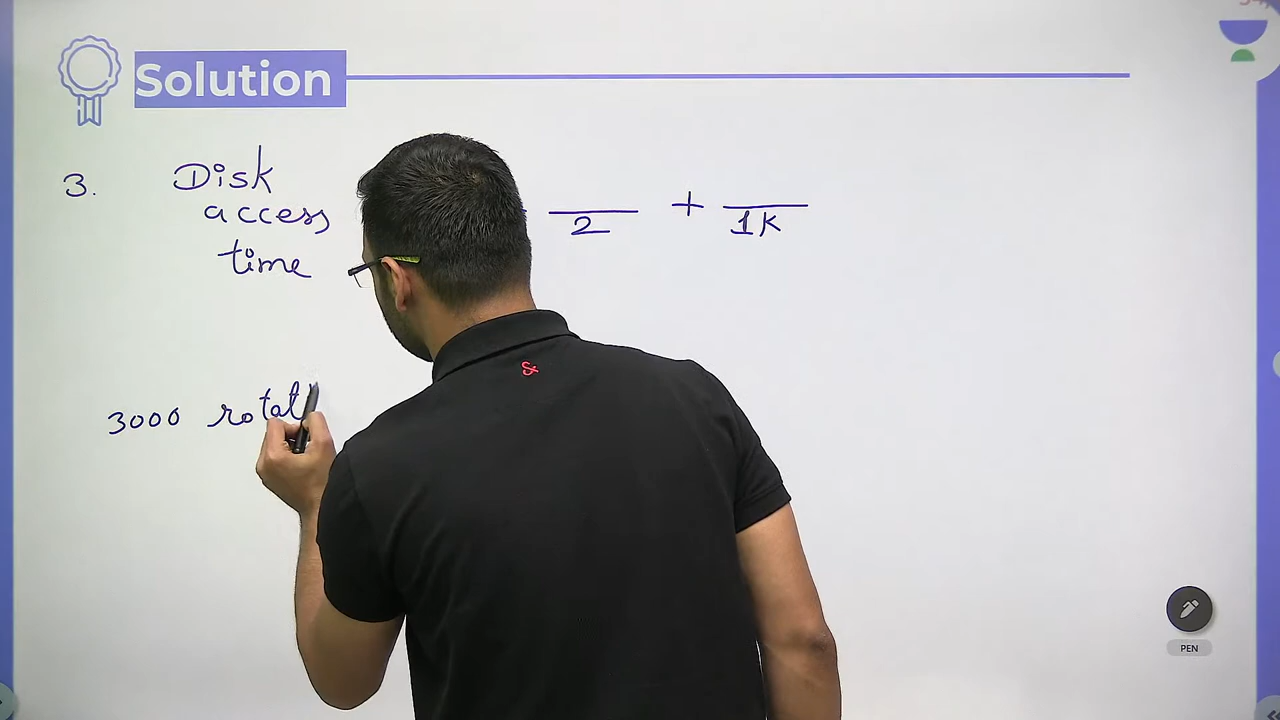 Solution
3. Disk
access
time
2 + 1K
3000 rotat
PEN